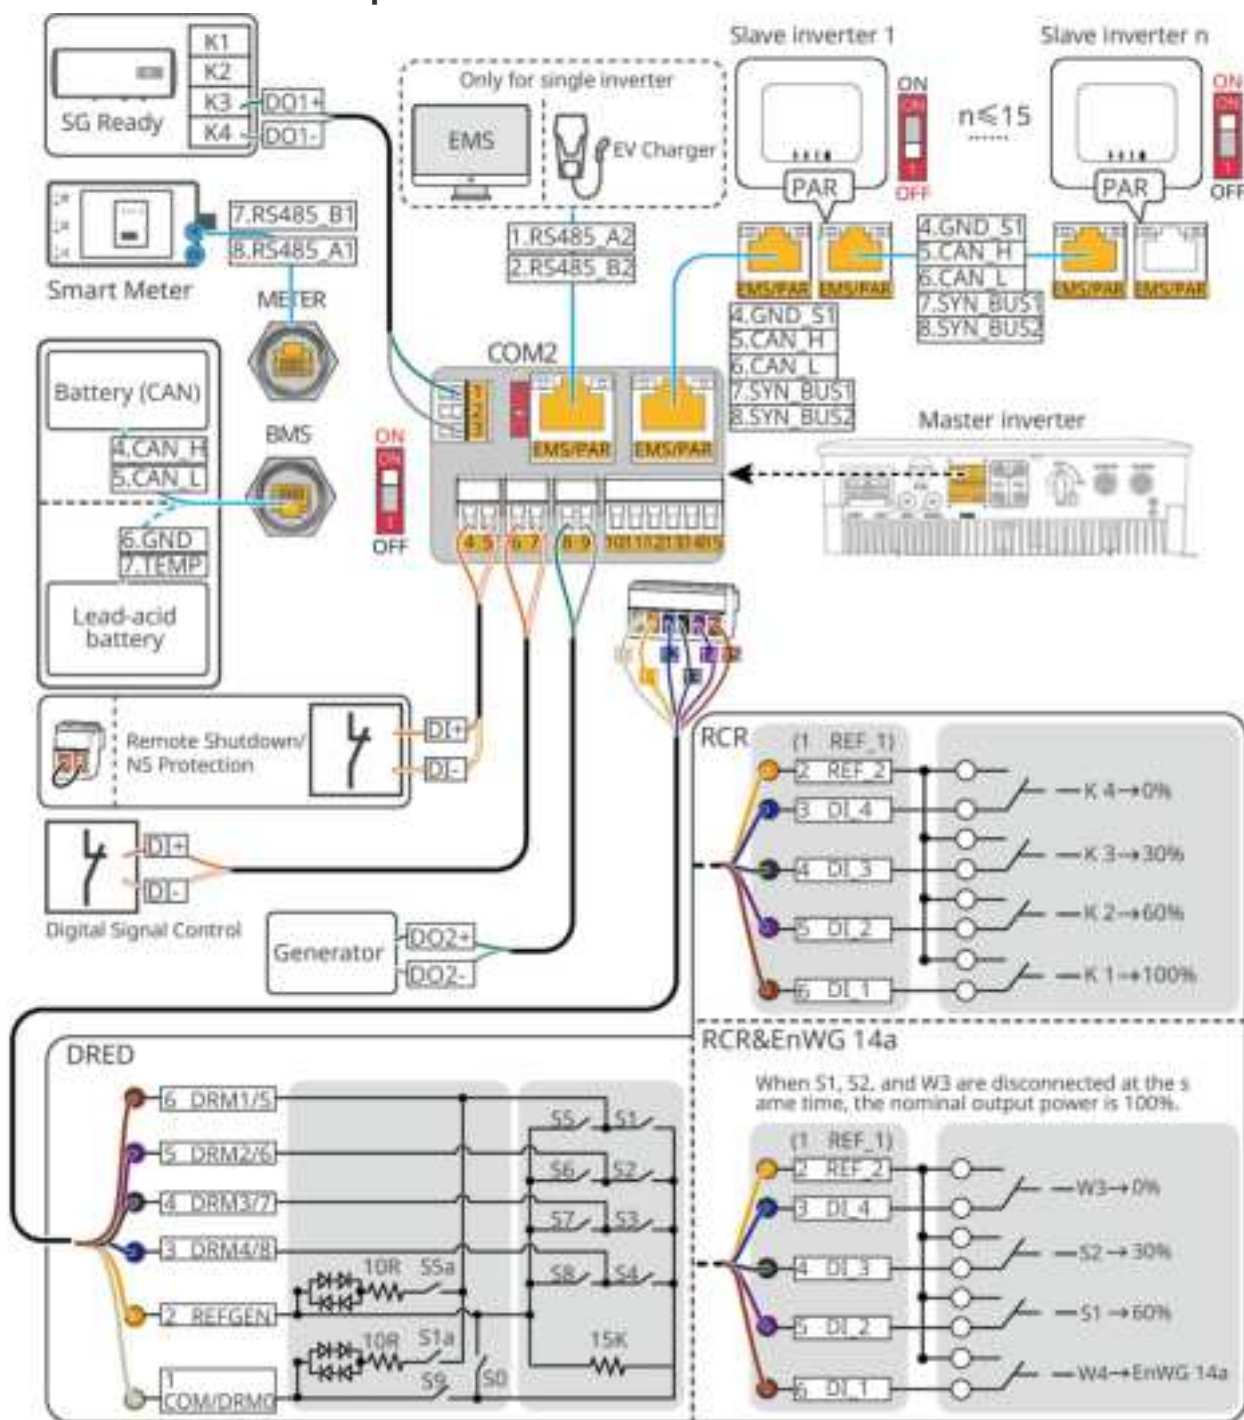 K1
K2
K3
K4
SG Ready
DO1+
DO1-
Only for single inverter
EMS
EV Charger
1.RS485_A2
2.RS485_B2
Slave inverter 1
Slave inverter n
ON
ON
1
OFF
n≤15
......
ON
ON
1
OFF
PAR
PAR
EMS/PAR
EMS/PAR
EMS/PAR
EMS/PAR
4.GND_S1
5.CAN_H
6.CAN_L
7.SYN_BUS1
8.SYN_BUS2
4.GND_S1
5.CAN_H
6.CAN_L
7.SYN_BUS1
8.SYN_BUS2
7.RS485_B1
8.RS485_A1
Smart Meter
METER
Battery (CAN)
4.CAN_H
5.CAN_L
BMS
6.GND
7.TEMP
Lead-acid
battery
ON
ON
1
OFF
COM2
EMS/PAR
EMS/PAR
4 5
6 7
8 9
10 11 12 13 14 15
Master inverter
Remote Shutdown/
NS Protection
DI+
DI-
DI+
DI-
Digital Signal Control
Generator
DO2+
DO2-
RCR
(1 REF_1)
2 REF_2
3 DI_4
4 DI_3
5 DI_2
6 DI_1
K 4→0%
K 3→30%
K 2→60%
K 1→100%
RCR&EnWG 14a
When S1, S2, and W3 are disconnected at the s
ame time, the nominal output power is 100%.
(1 REF_1)
2 REF_2
3 DI_4
4 DI_3
5 DI_2
6 DI_1
W3→0%
S2→30%
S1→60%
W4→EnWG 14a
DRED
6 DRM1/5
5 DRM2/6
4 DRM3/7
3 DRM4/8
2 REFGEN
1
COM/DRM0
10R
S5a
10R
S1a
S9
S0
S5
S1
S6
S2
S7
S3
S8
S4
15K